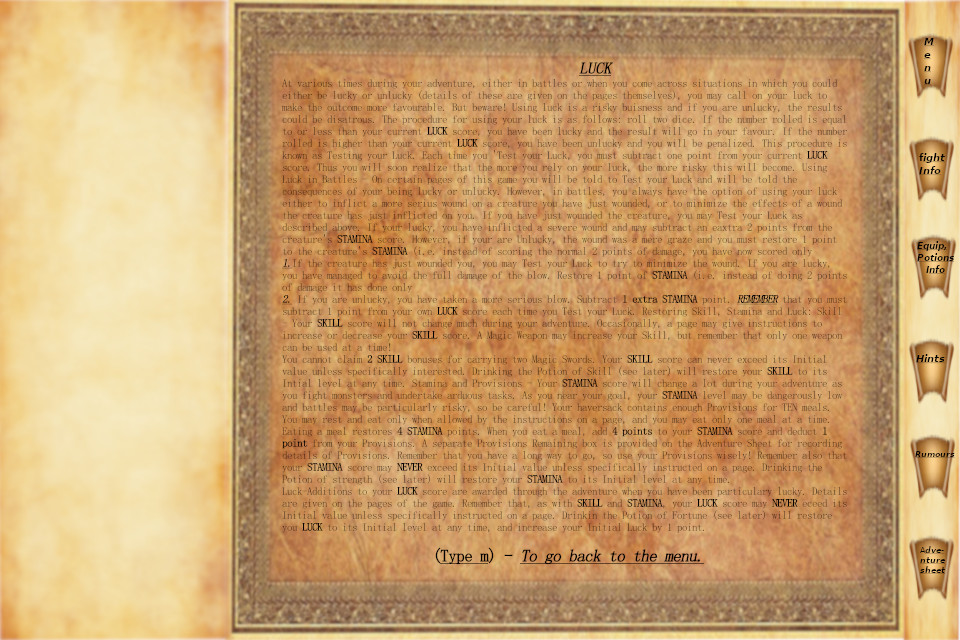 LUCK
At various times during your adventure, either in battles or when you come across situations in which you could
either be lucky or unlucky (details of these are given on the pages themselves), you may call on your luck to
make the outcome more favourable. But beware! Using luck is a risky buisness and if you are unlucky, the results
could be disatrous. The procedure for using your luck is as follows: roll two dice. If the number rolled is equal
to or less than your current LUCK score, you have been lucky and the result will go in your favour. If the number
rolled is higher than your current LUCK score, you have been unlucky and you will be penalized. This procedure is
known as Testing your Luck. Each time you 'Test your Luck, you must subtract one point from your current LUCK
score. Thus you will soon realize that the more you rely on your luck, the more risky this will become. Using
Luck in Battles - On certain pages of this game you will be told to Test your Luck and will be told the
consequences of your being lucky or unlucky. However, in battles, you always have the option of using your luck
either to inflict a more serius wound on a creature you have just wounded, or to minimize the effects of a wound
the creature has just inflicted on you. If you have just wounded the creature, you may Test your Luck as
described above. If your lucky, you have inflicted a severe wound and may subtract an eaxtra 2 points from the
creature's STAMINA score. However, if your are Unlucky, the wound was a mere graze and you must restore 1 point
to the creature's STAMINA (i.e. instead of scoring the normal 2 points of damage, you have now scored only
1.If the creature has just wounded you, you may Test your Luck to try to minimize the wound. If you are lucky,
you have managed to avoid the full damage of the blow. Restore 1 point of STAMINA (i.e. instead of doing 2 points
of damage it has done only
2. If you are unlucky, you have taken a more serious blow. Subtract 1 extra STAMINA point. REMEMBER that you must
subtract 1 point from your own LUCK score each time you Test your Luck. Restoring Skill, Stamina and Luck: Skill
- Your SKILL score will not change much during your adventure. Occasionally, a page may give instructions to
increase or decrease your SKILL score. A Magic Weapon may increase your Skill, but remember that only one weapon
can be used at a time!
You cannot claim 2 SKILL bonuses for carrying two Magic Swords. Your SKILL score can never exceed its Initial
value unless specifically interested. Drinking the Potion of Skill (see later) will restore your SKILL to its
Intial level at any time. Stamina and Provisions - Your STAMINA score will change a lot during your adventure as
you fight monsters and undertake arduous tasks. As you near your goal, your STAMINA level may be dangerously low
and battles may be particularly risky, so be careful! Your haversack contains enough Provisions for TEN meals.
You may rest and eat only when allowed by the instructions on a page, and you may eat only one meal at a time.
Eating a meal restores 4 STAMINA points. When you eat a meal, add 4 points to your STAMINA score and deduct 1
point from your Provisions. A separate Provisions Remaining box is provided on the Adventure Sheet for recording
details of Provisions. Remember that you have a long way to go, so use your Provisions wisely! Remember also that
your STAMINA score may NEVER exceed its Initial value unless specifically instructed on a page. Drinking the
Potion of strength (see later) will restore your STAMINA to its Initial level at any time.
Luck Additions to your LUCK score are awarded through the adventure when you have been particulary lucky. Details
are given on the pages of the game. Remember that, as with SKILL and STAMINA, your LUCK score may NEVER eceed its
Initial value unless specifically instructed on a page. Drinkin the Potion of Fortune (see later) will restore
you LUCK to its Initial level at any time, and increase your Initial Luck by 1 point.
(Type m) - To go back to the menu.
M
e
n
u
fight
Info
Equip.
Potions
Info
Hints
Rumours
Adve-
nture
sheet